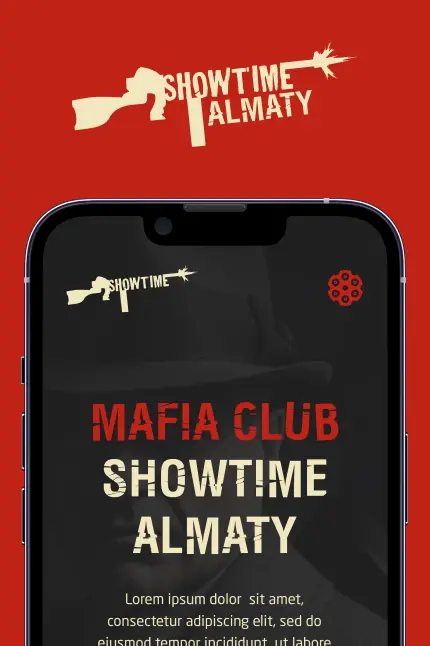 SHOWTIME
ALMATY
SHOWTIME
MAFIA CLUB
SHOWTIME
ALMATY
Lorem ipsum dolor sit amet,
consectetur adipiscing elit, sed do
eiusmod tempor incididunt ut labore